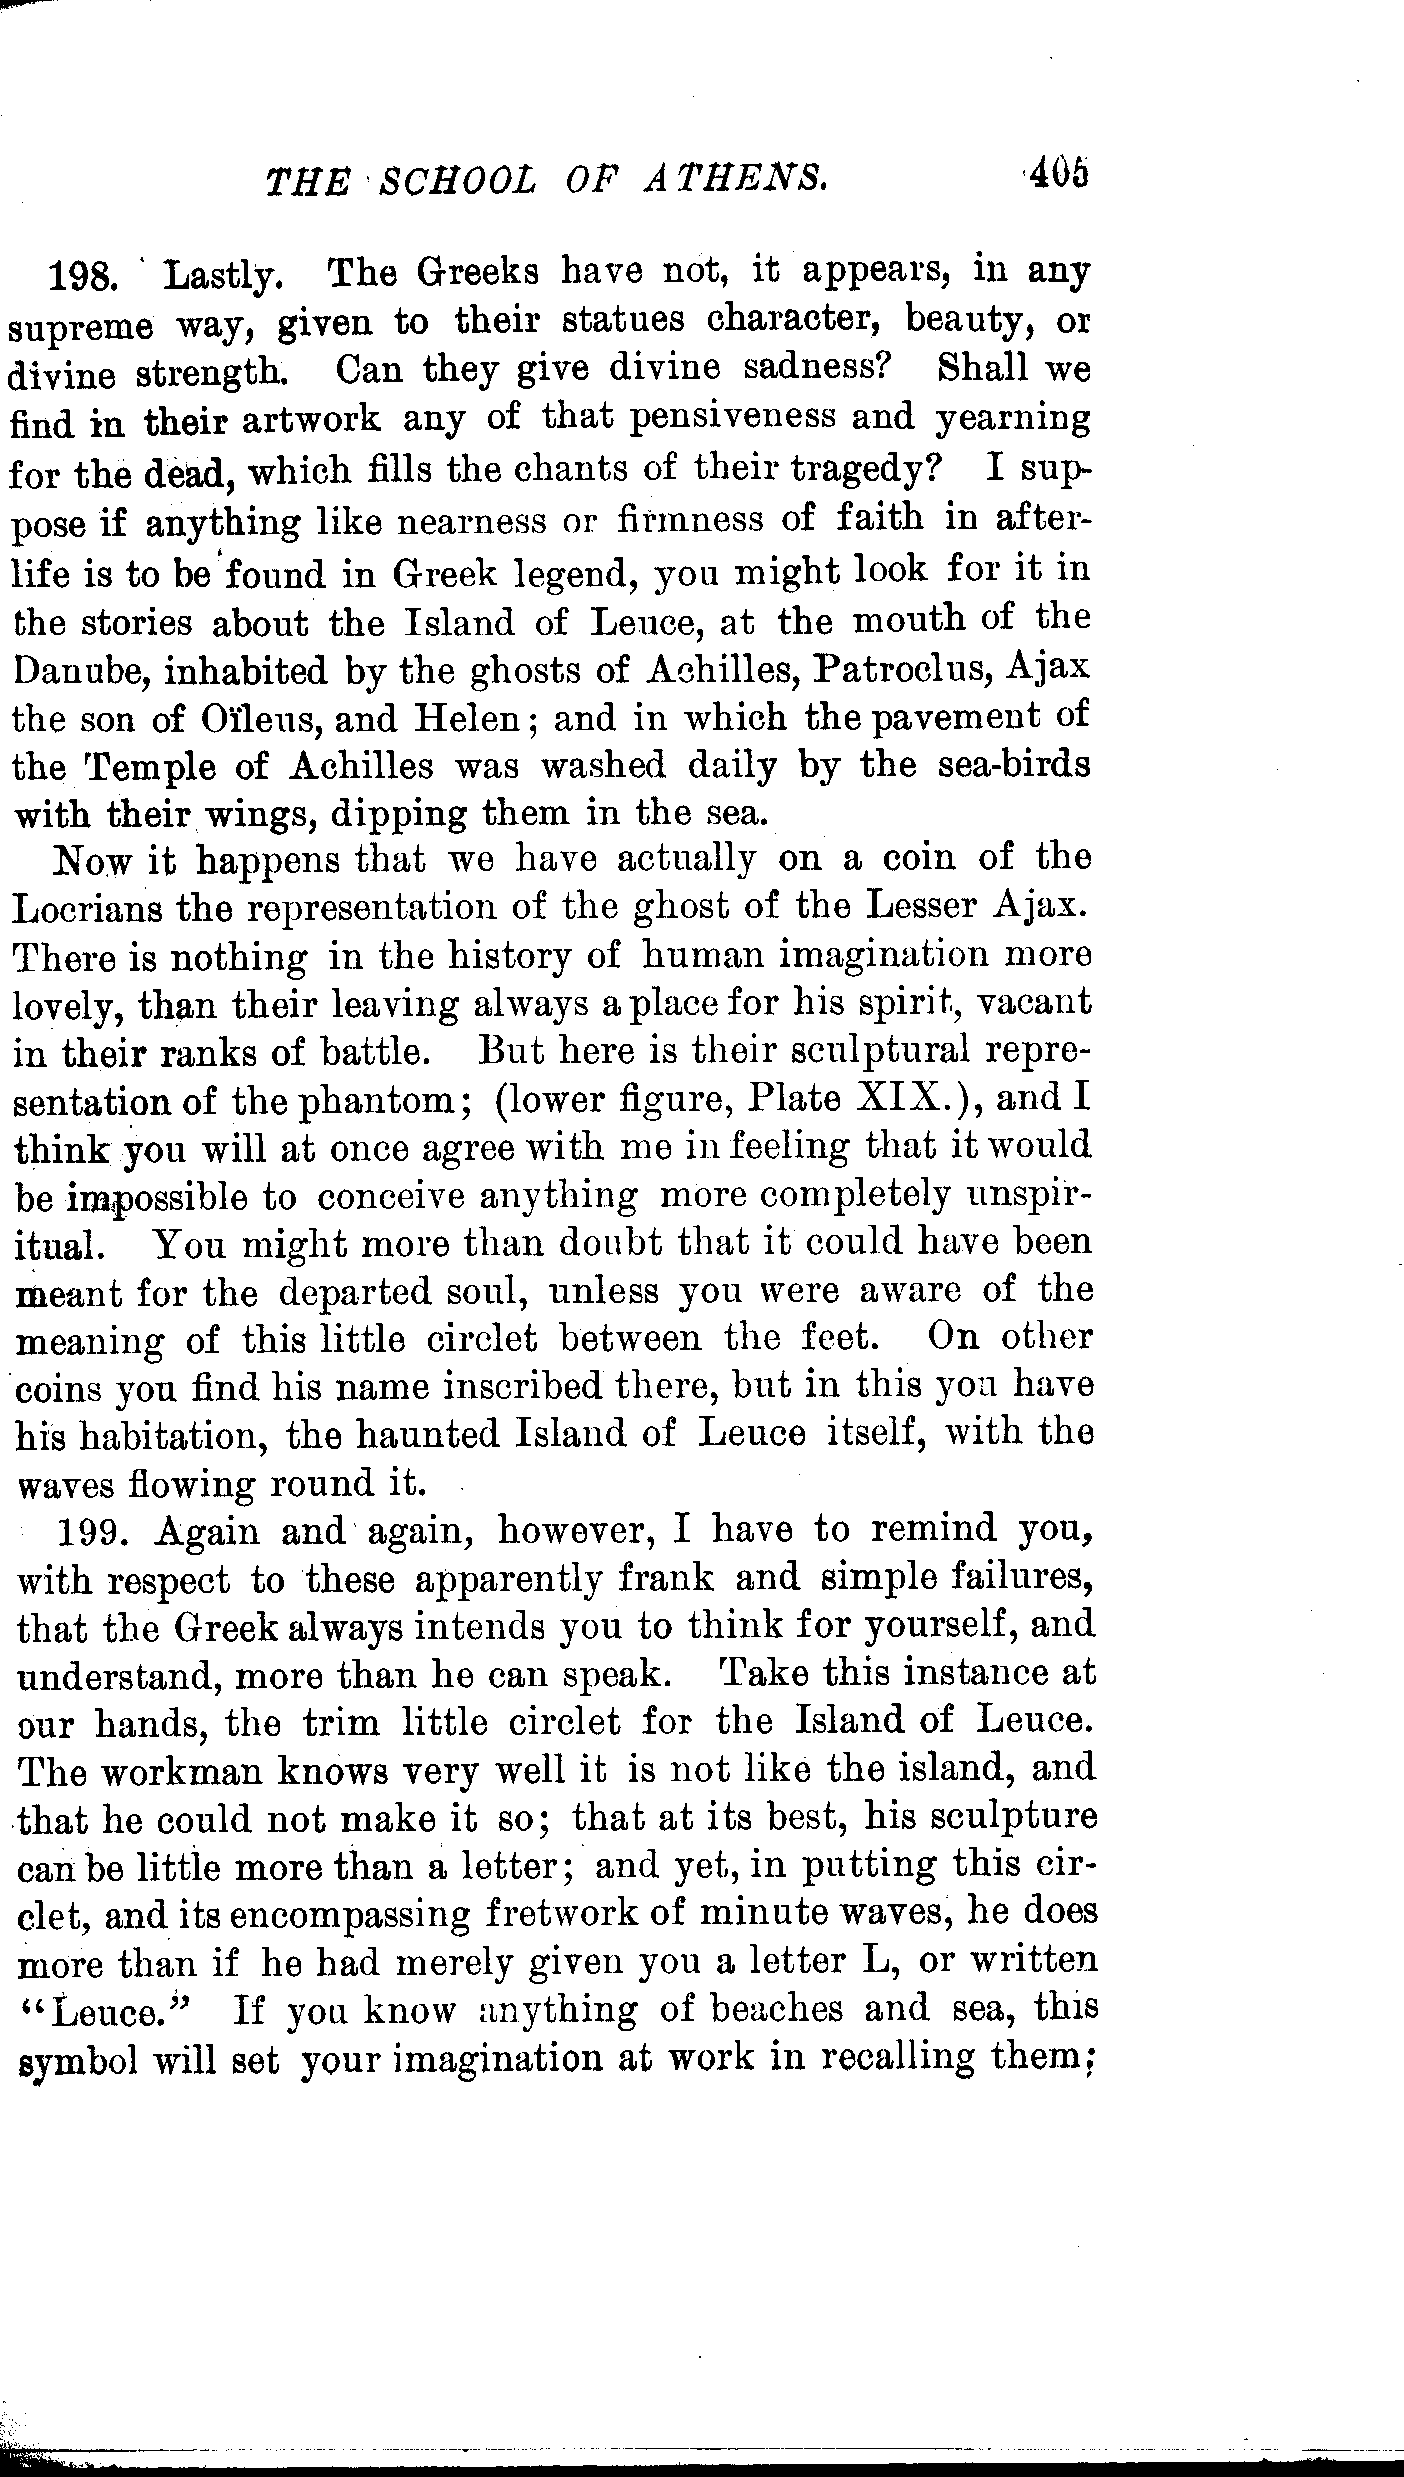 THE SCHOOL OF ATHENS. 405
198. Lastly. The Greeks have not, it appears, in any
supreme way, given to their statues character, beauty, or
divine strength. Can they give divine sadness? Shall we
find in their artwork any of that pensiveness and yearning
for the dead, which fills the chants of their tragedy? I sup-
pose if anything like nearness or firmness of faith in after-
life is to be found in Greek legend, you might look for it in
the stories about the Island of Leuce, at the mouth of the
Danube, inhabited by the ghosts of Achilles, Patroclus, Ajax
the son of Oïleus, and Helen; and in which the pavement of
the Temple of Achilles was washed daily by the sea-birds
with their wings, dipping them in the sea.
Now it happens that we have actually on a coin of the
Locrians the representation of the ghost of the Lesser Ajax.
There is nothing in the history of human imagination more
lovely, than their leaving always a place for his spirit, vacant
in their ranks of battle. But here is their sculptural repre-
sentation of the phantom; (lower figure, Plate XIX.), and I
think you will at once agree with me in feeling that it would
be impossible to conceive anything more completely unspir-
itual. You might more than doubt that it could have been
meant for the departed soul, unless you were aware of the
meaning of this little circlet between the feet. On other
coins you find his name inscribed there, but in this you have
his habitation, the haunted Island of Leuce itself, with the
waves flowing round it.
199. Again and again, however, I have to remind you,
with respect to these apparently frank and simple failures,
that the Greek always intends you to think for yourself, and
understand, more than he can speak. Take this instance at
our hands, the trim little circlet for the Island of Leuce.
The workman knows very well it is not like the island, and
that he could not make it so; that at its best, his sculpture
can be little more than a letter; and yet, in putting this cir-
clet, and its encompassing fretwork of minute waves, he does
more than if he had merely given you a letter L, or written
“Leuce.” If you know anything of beaches and sea, this
symbol will set your imagination at work in recalling them;